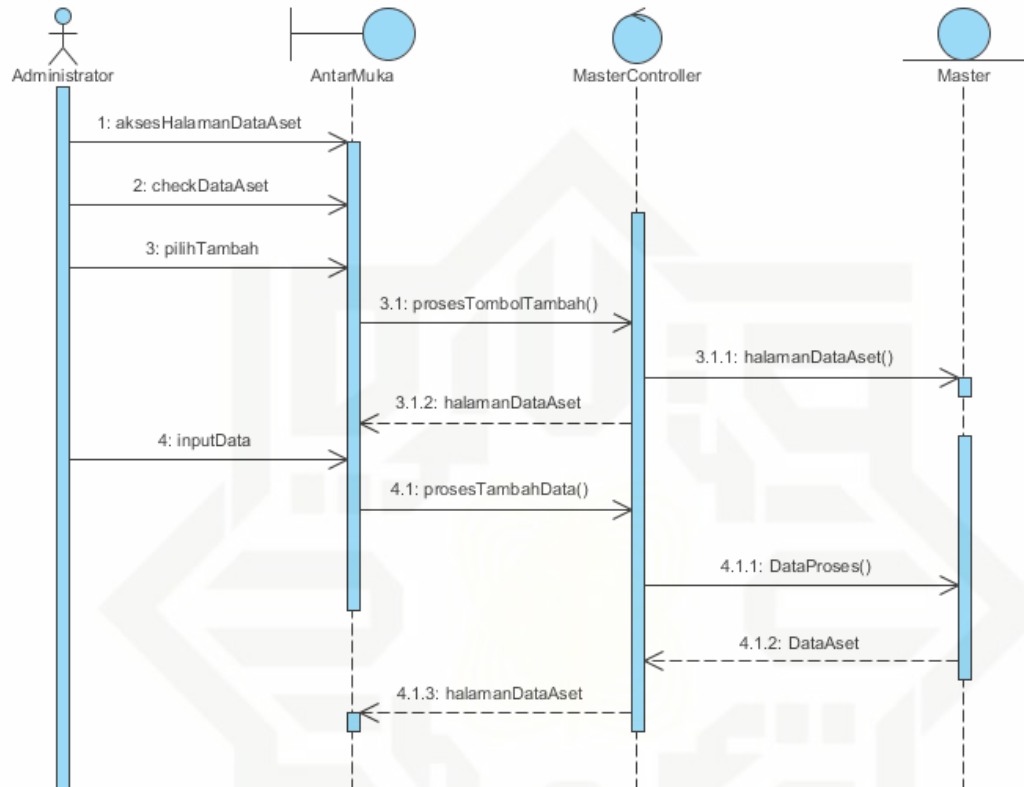 Administrator
AntarMuka
MasterController
Master
1: aksesHalamanDataAset
2: checkDataAset
3: pilihTambah
3.1: prosesTombolTambah()
3.1.1: halamanDataAset()
3.1.2: halamanDataAset
4: inputData
4.1: prosesTambahData()
4.1.1: DataProses()
4.1.2: DataAset
4.1.3: halamanDataAset